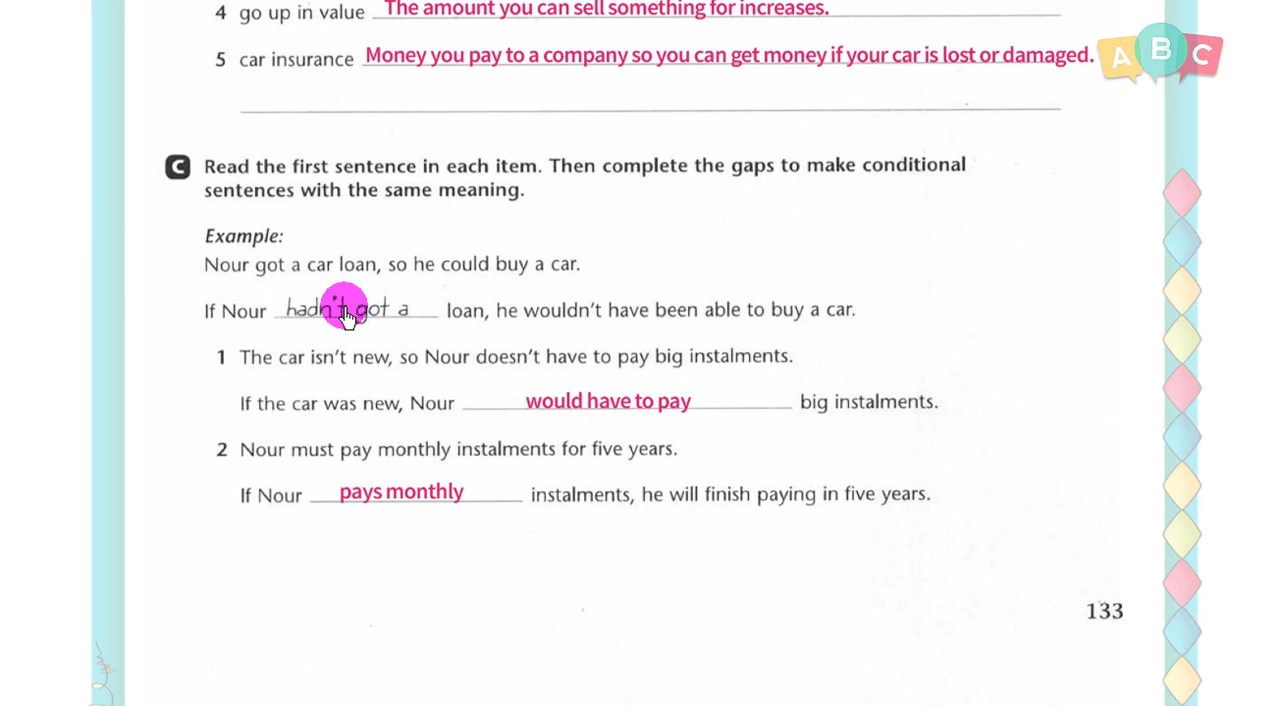 4 go up in value The amount you can sell something for increases.
5 car insurance Money you pay to a company so you can get money if your car is lost or damaged.
A B C
C Read the first sentence in each item. Then complete the gaps to make conditional
sentences with the same meaning.
Example:
Nour got a car loan, so he could buy a car.
If Nour hadn't got a loan, he wouldn't have been able to buy a car.
1 The car isn't new, so Nour doesn't have to pay big instalments.
If the car was new, Nour would have to pay big instalments.
2 Nour must pay monthly instalments for five years.
If Nour pays monthly instalments, he will finish paying in five years.
133